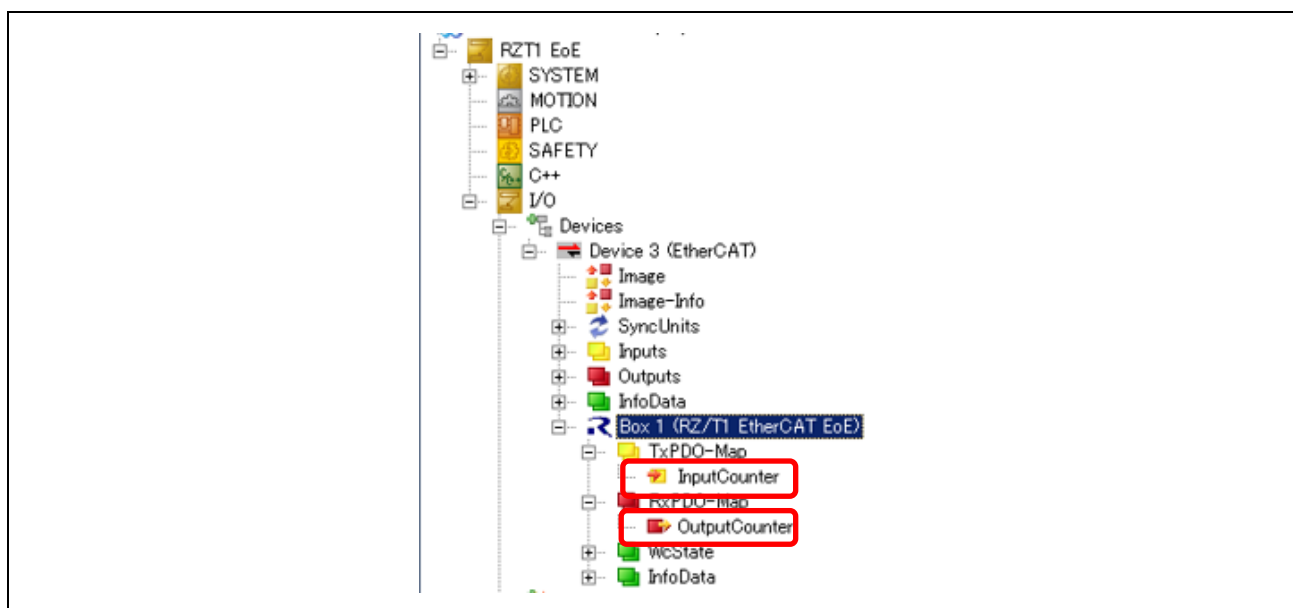 RZT1 EoE
SYSTEM
MOTION
PLC
SAFETY
C++
I/O
Devices
Device 3 (EtherCAT)
Image
Image-Info
SyncUnits
Inputs
Outputs
InfoData
Box 1 (RZ/T1 EtherCAT EoE)
TxPDO-Map
InputCounter
RxPDO-Map
OutputCounter
WcState
InfoData